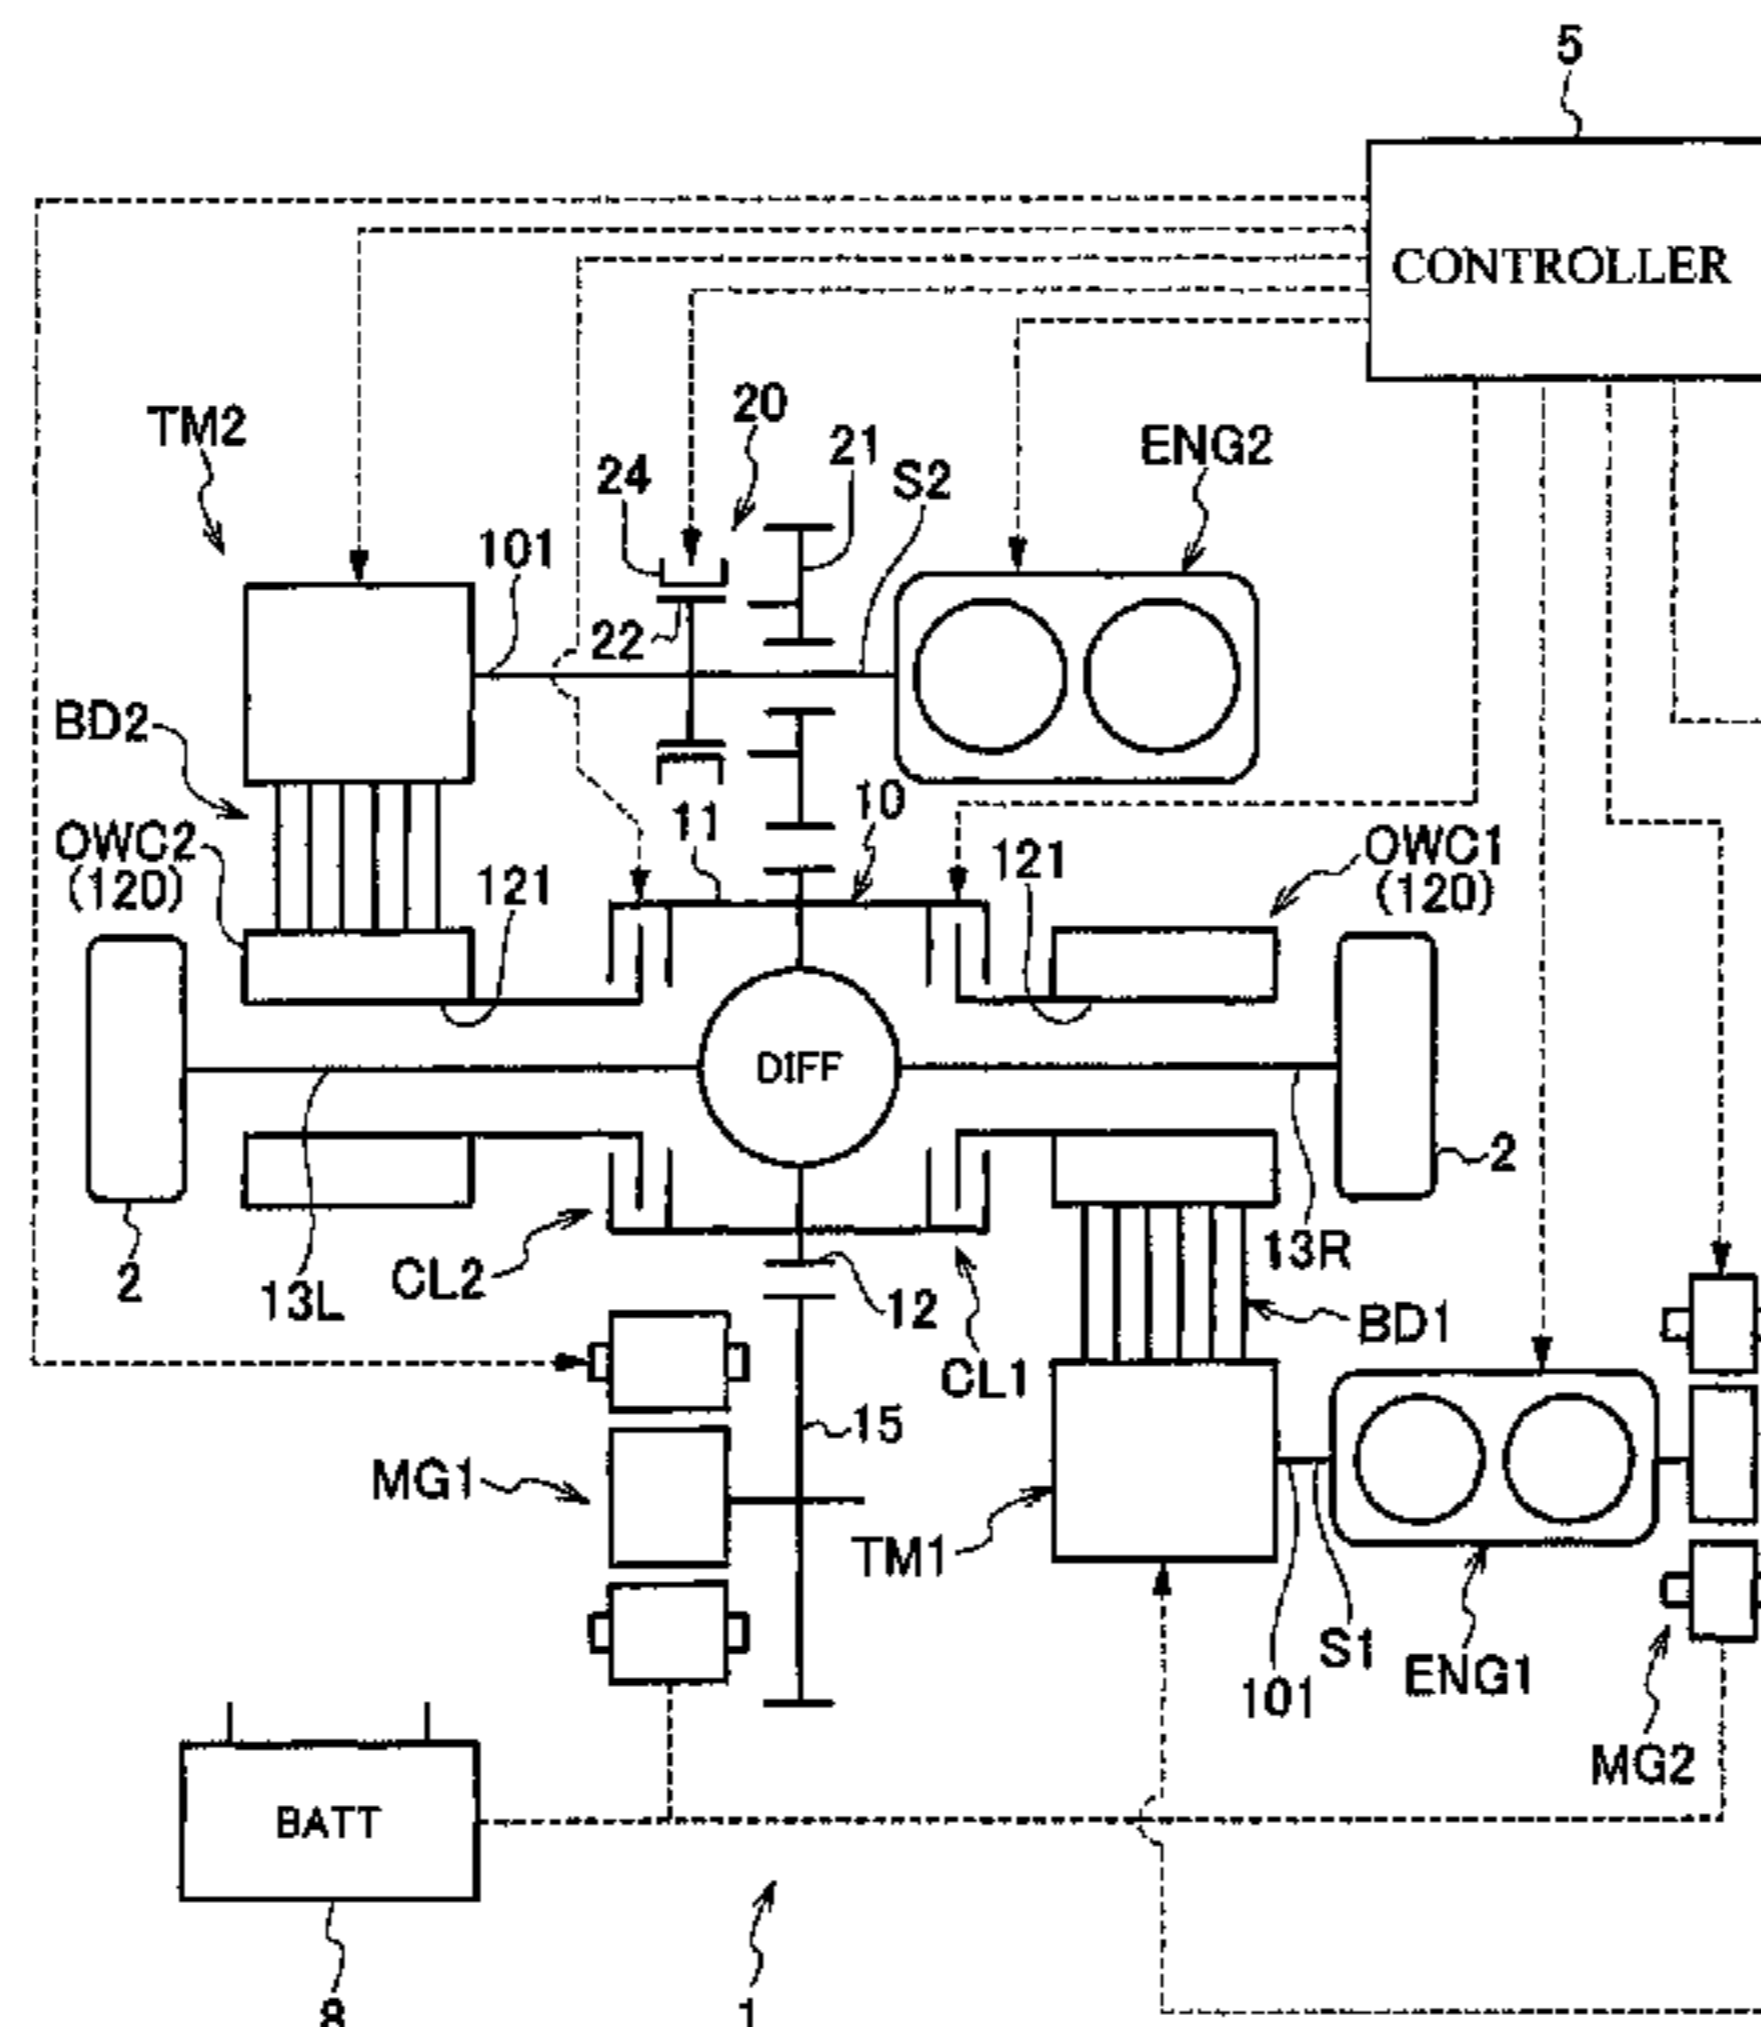 5
CONTROLLER
20
TM2
21
ENG2
24
S2
101
22
BD2
10
11
OWC2
(120)
121
121
OWC1
(120)
DIFF
2
13R
CL2
2
13L
12
BD1
CL1
15
MG1
TM1
S1
ENG1
101
MG2
BATT
8
1